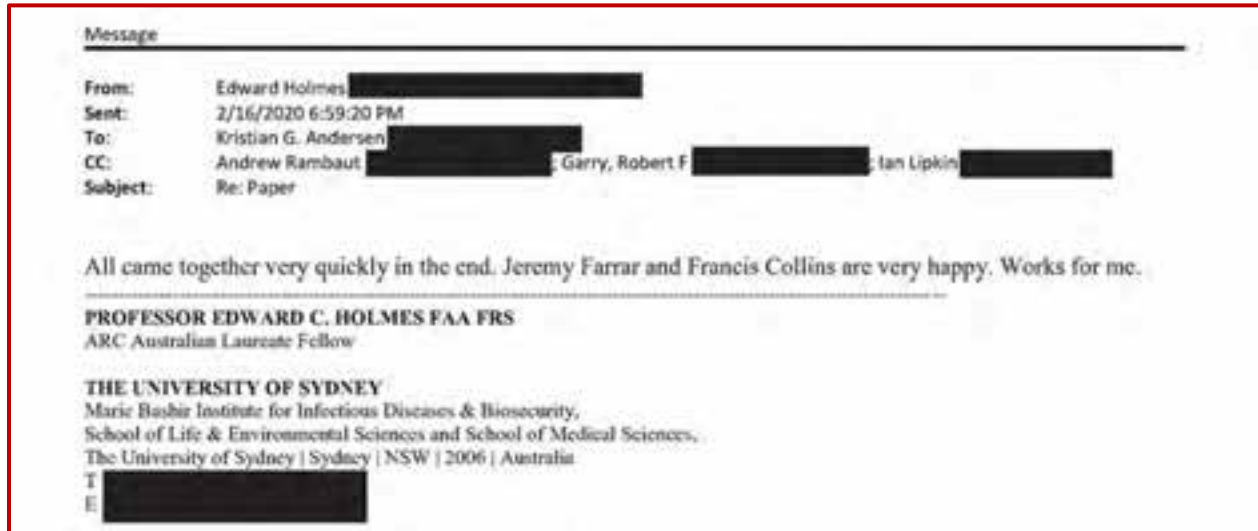 Message
From: Edward Holmes
Sent: 2/16/2020 6:59:20 PM
To: Kristian G. Andersen
CC: Andrew Rambaut ; Garry, Robert F ; Ian Lipkin
Subject: Re: Paper
All came together very quickly in the end. Jeremy Farrar and Francis Collins are very happy. Works for me.
PROFESSOR EDWARD C. HOLMES FAA FRS
ARC Australian Laureate Fellow
THE UNIVERSITY OF SYDNEY
Marie Bashir Institute for Infectious Diseases & Biosecurity,
School of Life & Environmental Sciences and School of Medical Sciences,
The University of Sydney | Sydney | NSW | 2006 | Australia
T
E